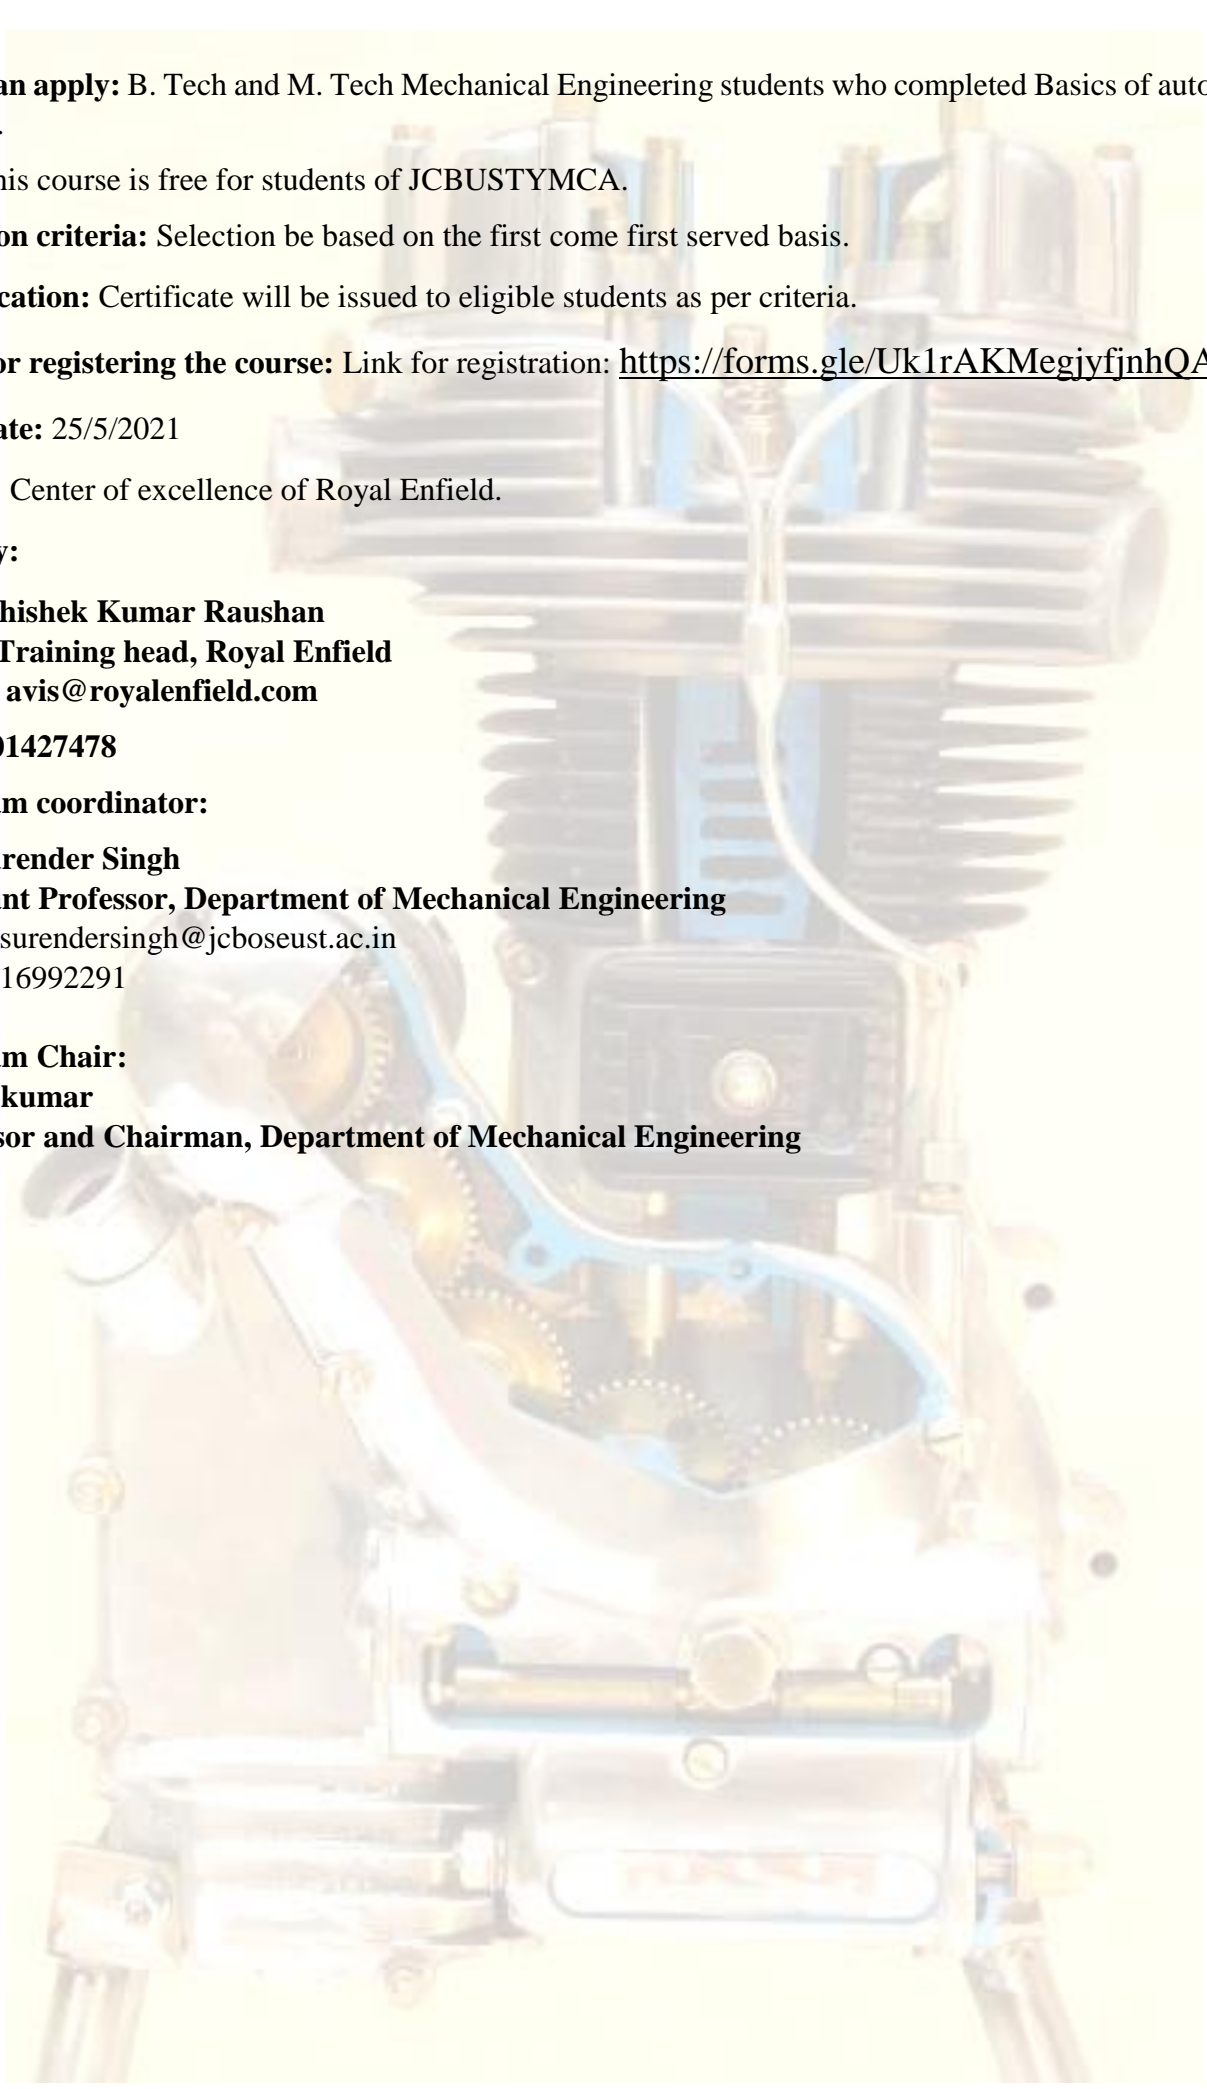 an apply: B. Tech and M. Tech Mechanical Engineering students who completed Basics of auto
.
his course is free for students of JCBUSTYMCA.
on criteria: Selection be based on the first come first served basis.
cation: Certificate will be issued to eligible students as per criteria.
or registering the course: Link for registration: https://forms.gle/Uk1rAKMegjyfjnhQA
ate: 25/5/2021
Center of excellence of Royal Enfield.
y:
hishek Kumar Raushan
Training head, Royal Enfield
avis@royalenfield.com
01427478
am coordinator:
urender Singh
ant Professor, Department of Mechanical Engineering
surendersingh@jcboseust.ac.in
16992291
am Chair:
kumar
sor and Chairman, Department of Mechanical Engineering